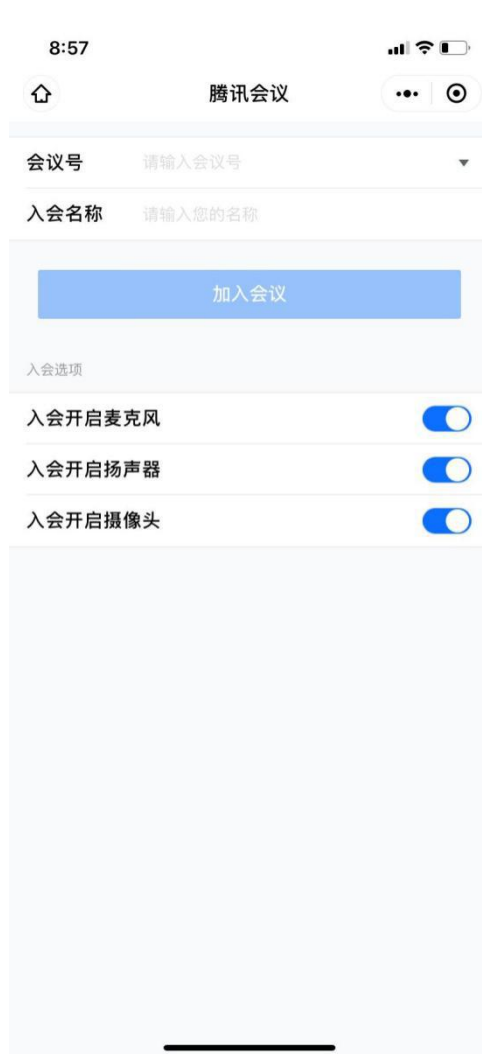 8:57
腾讯会议
会议号 请输入会议号
入会名称 请输入您的名称
加入会议
入会选项
入会开启麦克风
入会开启扬声器
入会开启摄像头